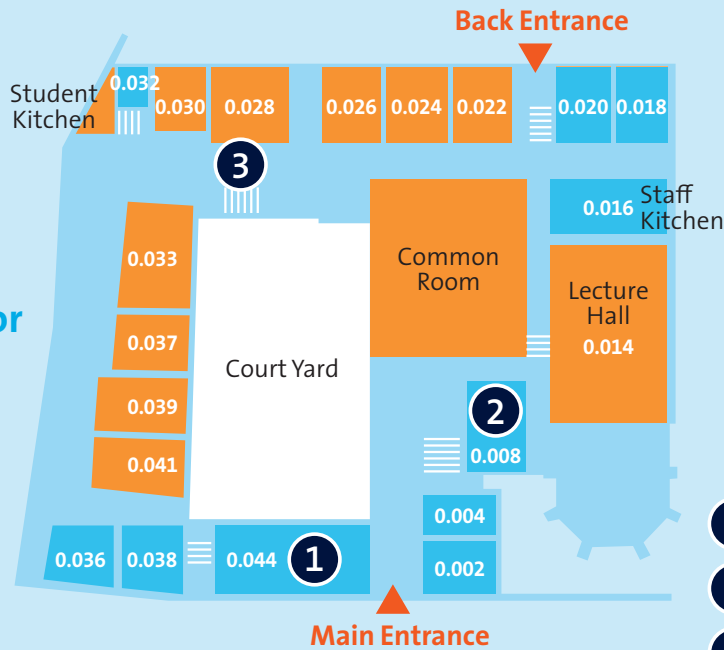 Back Entrance
Student
Kitchen
0.032
0.030
0.028
0.026
0.024
0.022
0.020
0.018
3
0.016
Staff
Kitchen
0.033
Common
Room
Lecture
Hall
0.014
or
0.037
Court Yard
0.039
2
0.041
0.008
0.004
0.036
0.038
0.044
1
0.002
Main Entrance